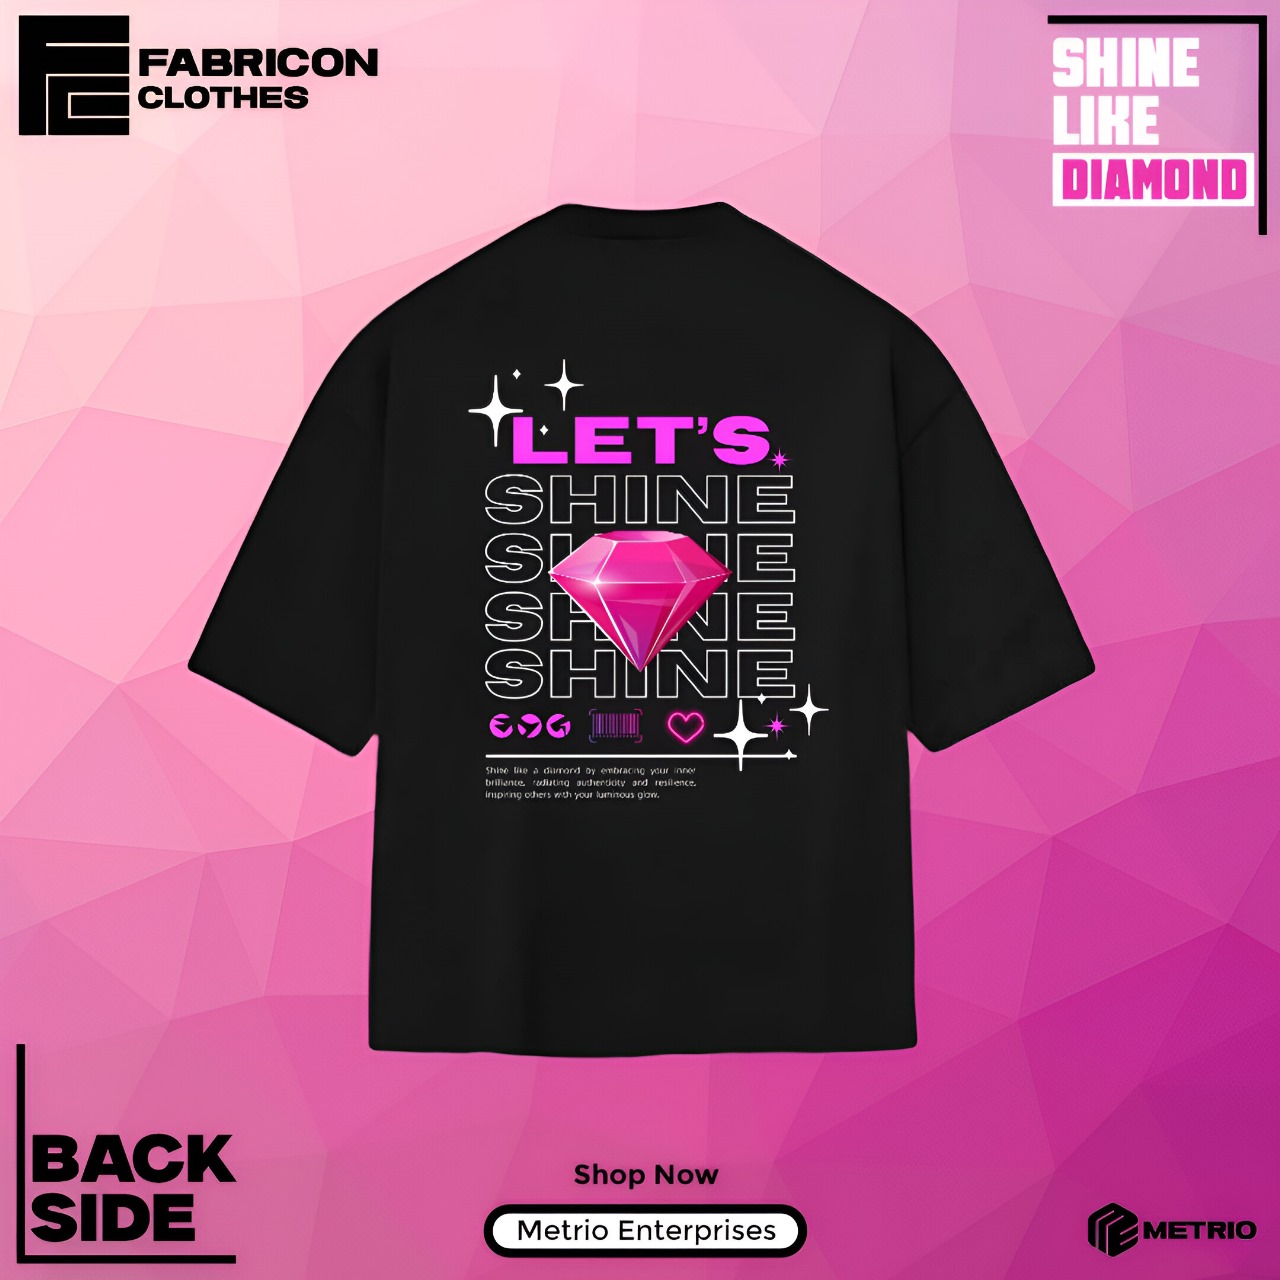 FABRICON
CLOTHES
SHINE
LIKE
DIAMOND
LET'S
SHINE
SHINE
SHINE
SHINE
Shine like a diamond by embracing your inner
brilliance, radiating authenticity and resilience,
inspiring others with your luminous glow.
BACK
SIDE
Shop Now
Metrio Enterprises
METRIO